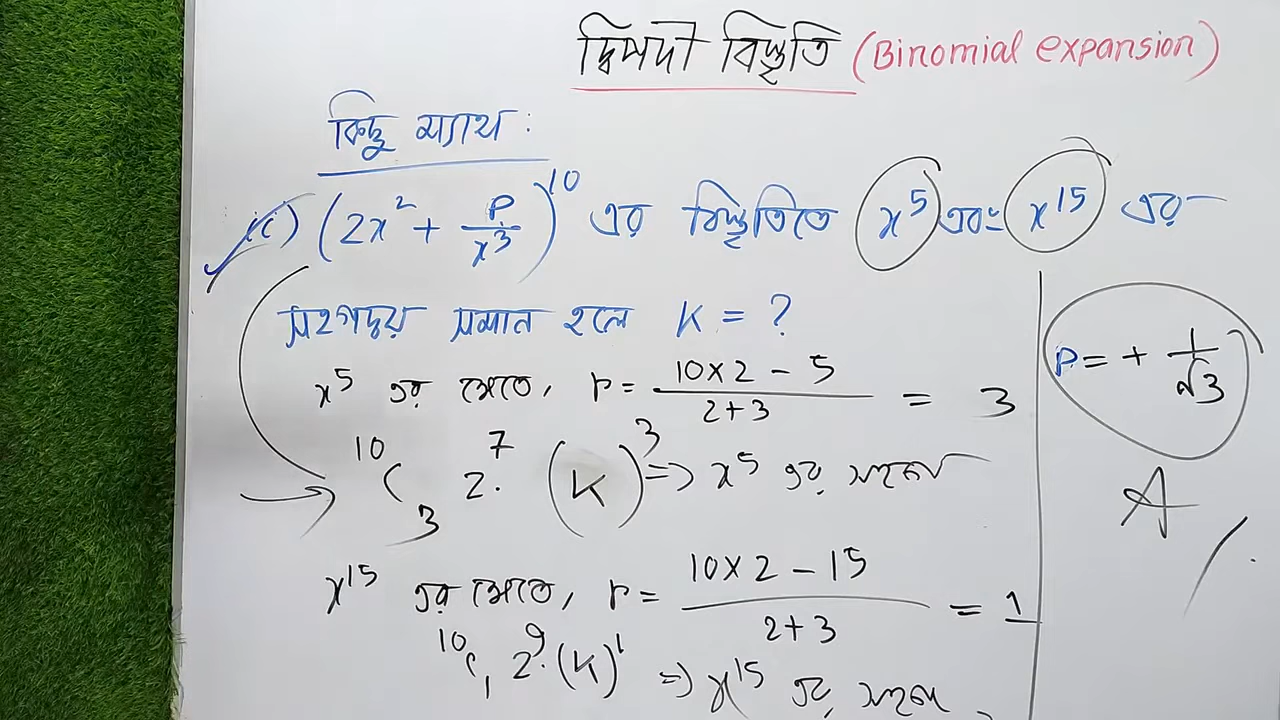 দ্বিপদী বিস্তৃতি (Binomial expansion)
কিছু ম্যাথ :
(2x² + P/x³)¹⁰ এর বিস্তৃতিতে x⁵ এবং x¹⁵ এর
সহগদ্বয় সমান হলে K = ?
x⁵ এর ক্ষেত্রে, r = (10×2 - 5)/(2+3) = 3
¹⁰C₃ 2⁷. (K)³ => x⁵ এর সহগ
x¹⁵ এর ক্ষেত্রে, r = (10×2 - 15)/(2+3) = 1
¹⁰C₁ 2⁹. (K)¹ => x¹⁵ এর সহগ
P = + 1/√3
A